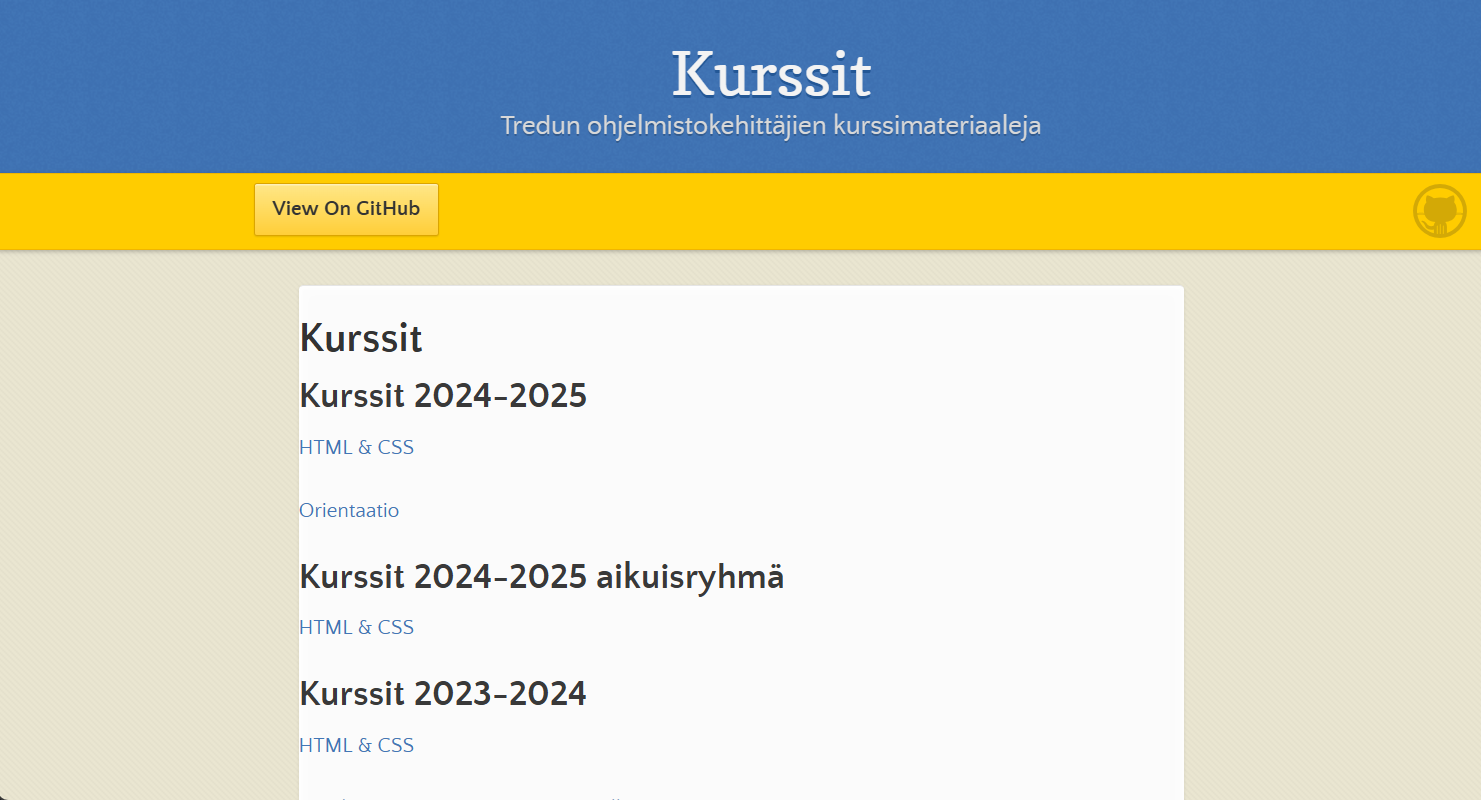 Kurssit
Tredun ohjelmistokehittäjien kurssimateriaaleja
View On GitHub
Kurssit
Kurssit 2024-2025
HTML & CSS
Orientaatio
Kurssit 2024-2025 aikuisryhmä
HTML & CSS
Kurssit 2023-2024
HTML & CSS